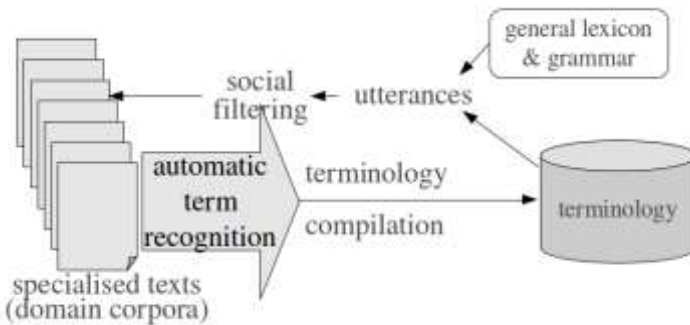 general lexicon
& grammar
social
filtering
utterances
automatic
term
recognition
terminology
compilation
terminology
specialised texts
(domain corpora)